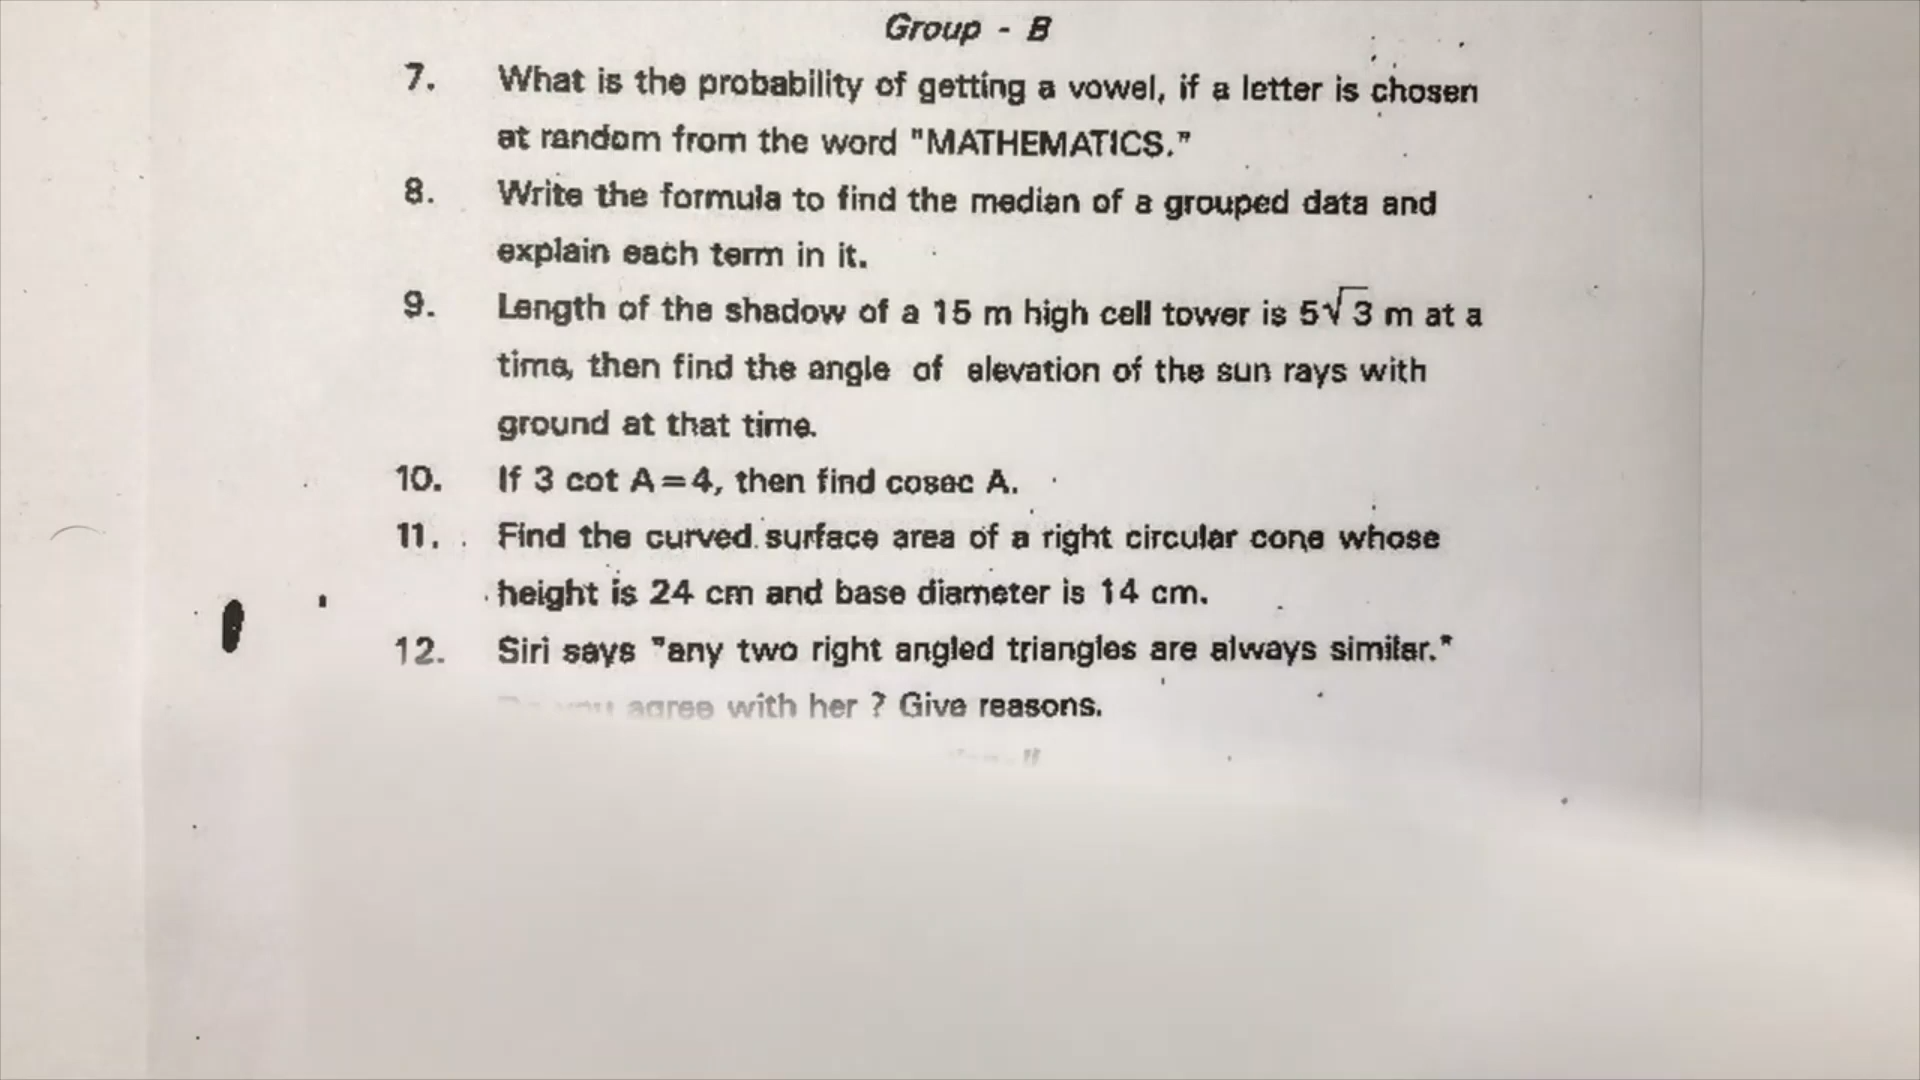 Group - B
7. What is the probability of getting a vowel, if a letter is chosen
at random from the word "MATHEMATICS."
8. Write the formula to find the median of a grouped data and
explain each term in it.
9. Length of the shadow of a 15 m high cell tower is 5√3 m at a
time, then find the angle of elevation of the sun rays with
ground at that time.
10. If 3 cot A=4, then find cosec A.
11. Find the curved surface area of a right circular cone whose
height is 24 cm and base diameter is 14 cm.
12. Siri says "any two right angled triangles are always similar."
you agree with her ? Give reasons.